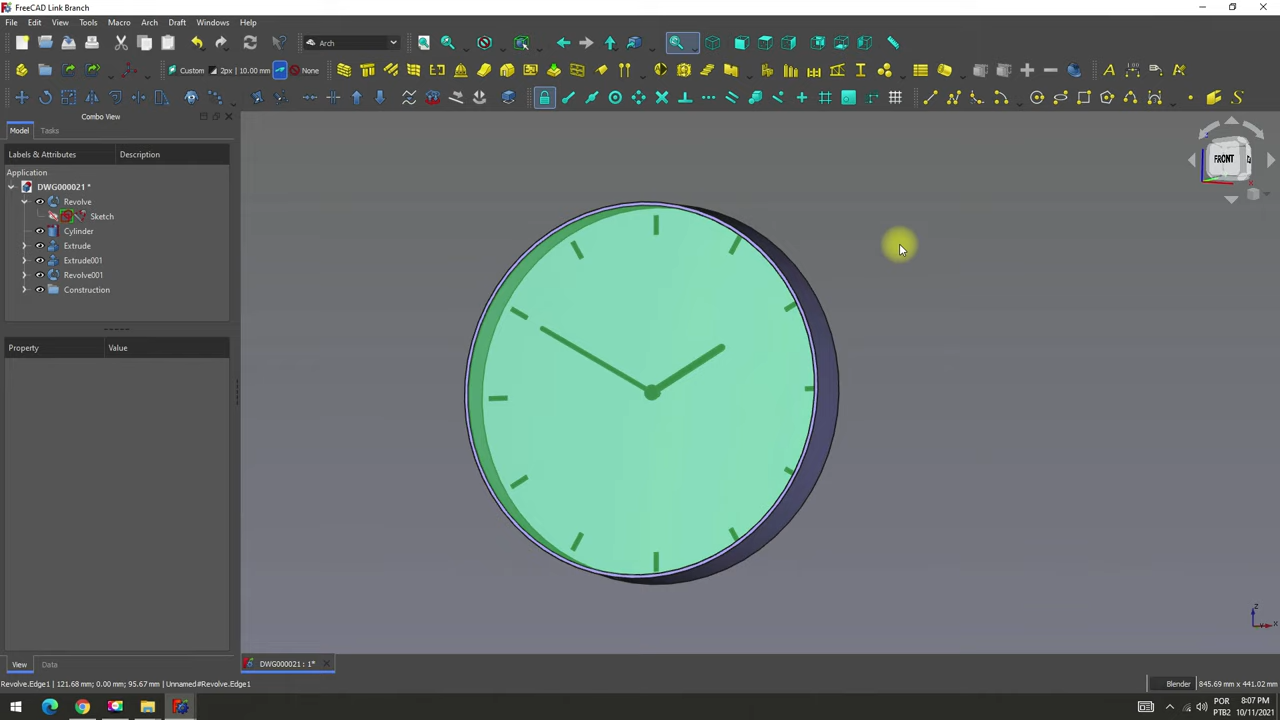 FreeCAD Link Branch
File Edit View Tools Macro Arch Draft Windows Help
Arch
Custom 2px | 10.00 mm None
Combo View
Model Tasks
Labels & Attributes Description
Application
DWG000021 *
Revolve
Sketch
Cylinder
Extrude
Extrude001
Revolve001
Construction
Property Value
FRONT
Z
X
View Data
DWG000021 : 1*
Revolve.Edge1 | 121.68 mm; 0.00 mm; 95.67 mm | Unnamed#Revolve.Edge1
Blender 845.69 mm x 441.02 mm
POR 8:07 PM
PTB2 10/11/2021